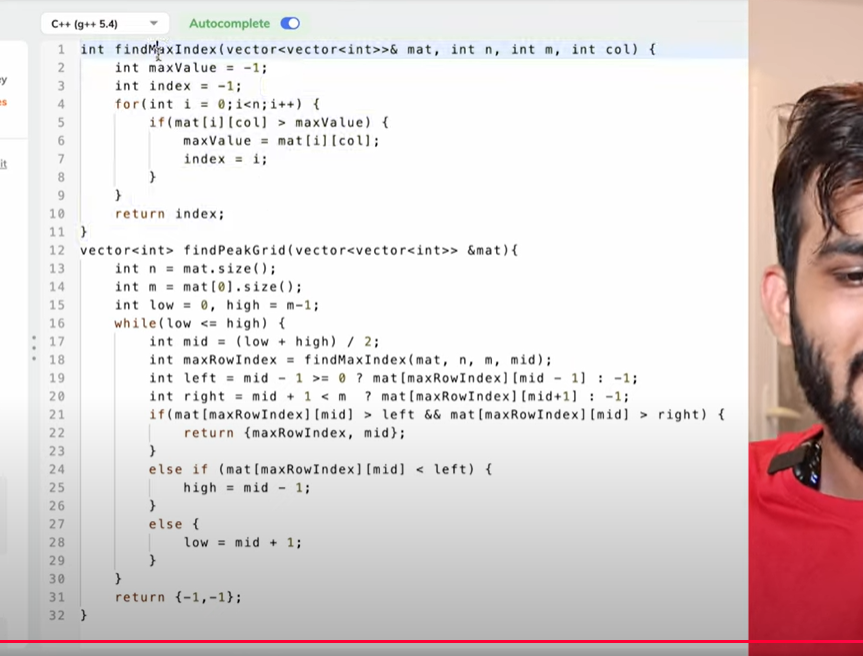 C++ (g++ 5.4)
Autocomplete
y
es
it
1 int findMaxIndex(vector<vector<int>>& mat, int n, int m, int col) {
2 int maxValue = -1;
3 int index = -1;
4 for(int i = 0;i<n;i++) {
5 if(mat[i][col] > maxValue) {
6 maxValue = mat[i][col];
7 index = i;
8 }
9 }
10 return index;
11 }
12 vector<int> findPeakGrid(vector<vector<int>> &mat){
13 int n = mat.size();
14 int m = mat[0].size();
15 int low = 0, high = m-1;
16 while(low <= high) {
17 int mid = (low + high) / 2;
18 int maxRowIndex = findMaxIndex(mat, n, m, mid);
19 int left = mid - 1 >= 0 ? mat[maxRowIndex][mid - 1] : -1;
20 int right = mid + 1 < m  ? mat[maxRowIndex][mid+1] : -1;
21 if(mat[maxRowIndex][mid] > left && mat[maxRowIndex][mid] > right) {
22 return {maxRowIndex, mid};
23 }
24 else if (mat[maxRowIndex][mid] < left) {
25 high = mid - 1;
26 }
27 else {
28 low = mid + 1;
29 }
30 }
31 return {-1,-1};
32 }